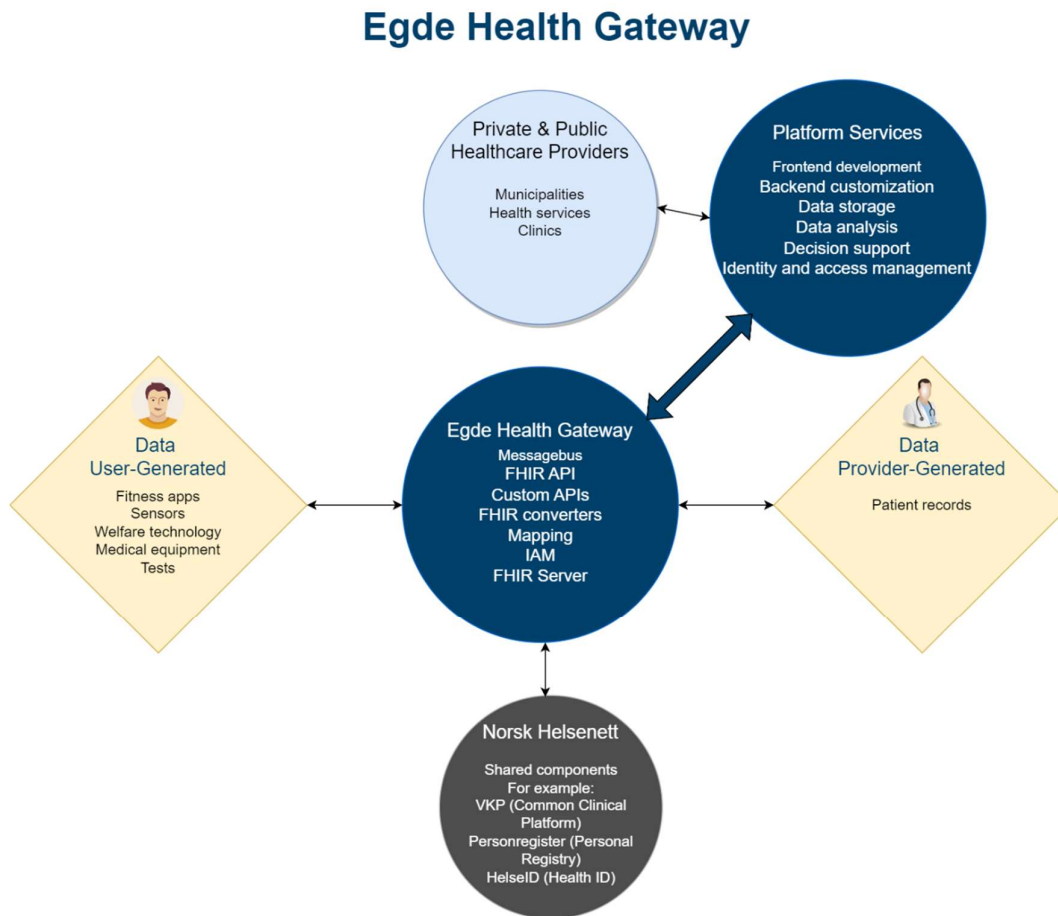 Egde Health Gateway
Private & Public
Healthcare Providers
Municipalities
Health services
Clinics
Platform Services
Frontend development
Backend customization
Data storage
Data analysis
Decision support
Identity and access management
Data
User-Generated
Fitness apps
Sensors
Welfare technology
Medical equipment
Tests
Egde Health Gateway
Messagebus
FHIR API
Custom APIs
FHIR converters
Mapping
IAM
FHIR Server
Data
Provider-Generated
Patient records
Norsk Helsenett
Shared components
For example:
VKP (Common Clinical
Platform)
Personregister (Personal
Registry)
HelseID (Health ID)